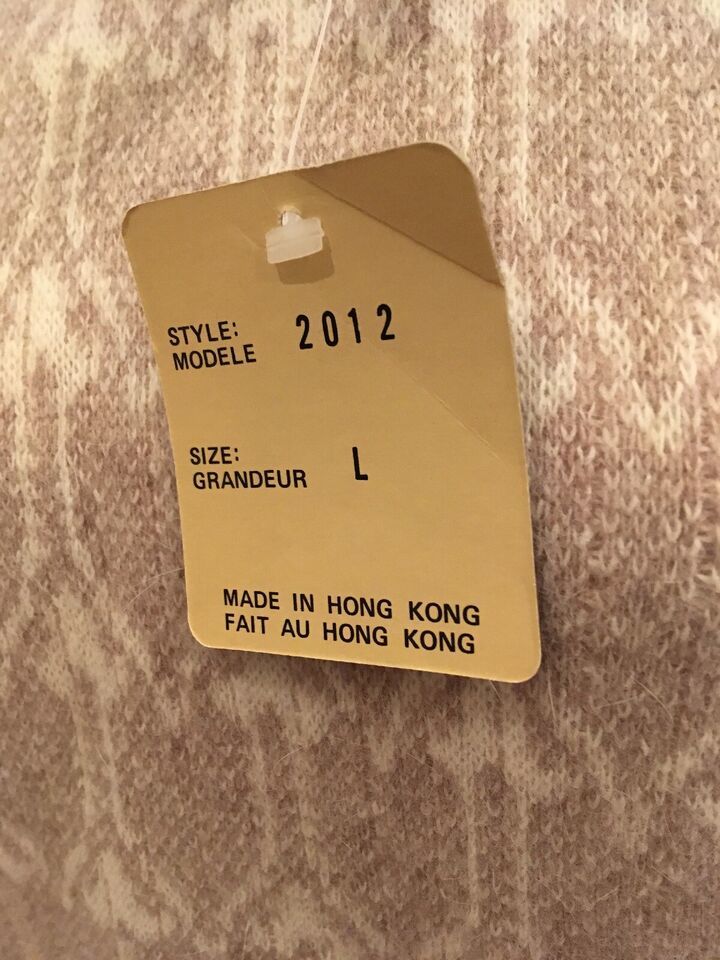 STYLE: 2012
MODELE
SIZE: L
GRANDEUR
MADE IN HONG KONG
FAIT AU HONG KONG